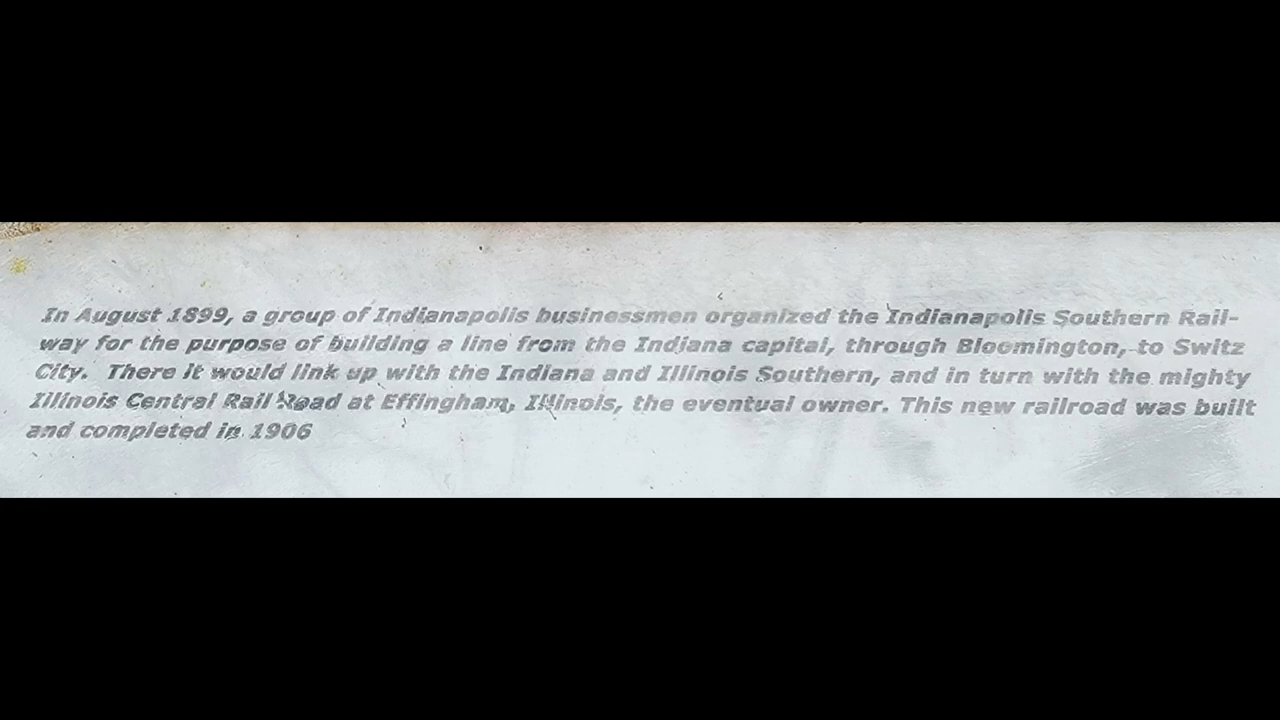 In August 1899, a group of Indianapolis businessmen organized the Indianapolis Southern Rail-
way for the purpose of building a line from the Indiana capital, through Bloomington, to Switz
City.  There it would link up with the Indiana and Illinois Southern, and in turn with the mighty
Illinois Central Rail Road at Effingham, Illinois, the eventual owner. This new railroad was built
and completed in 1906